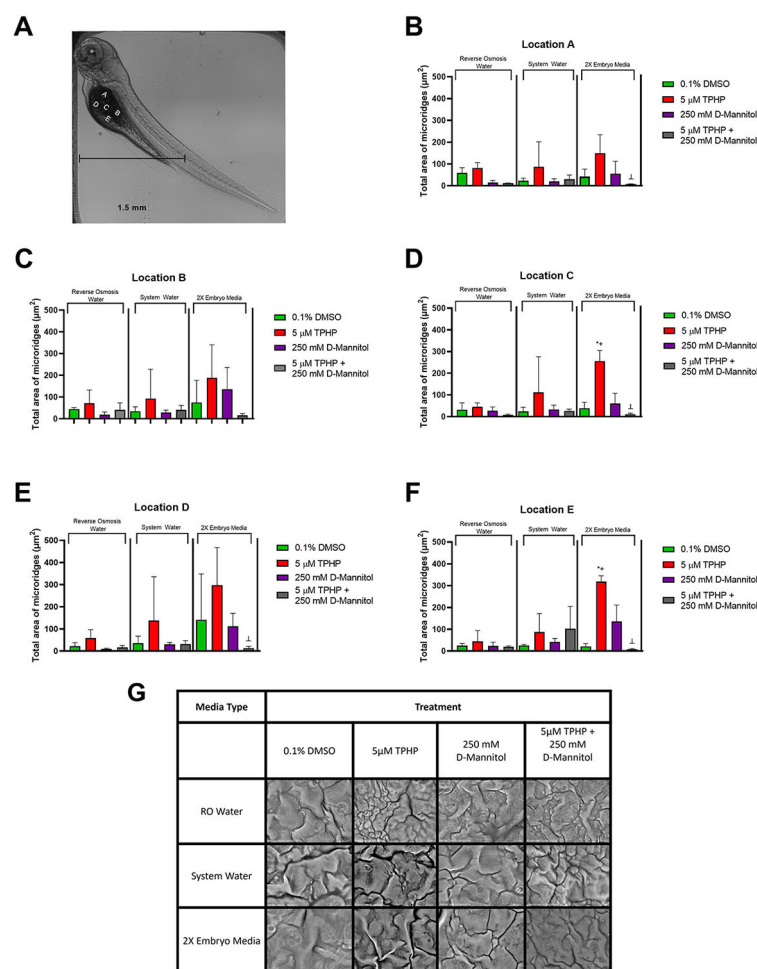 A
A
D
C
B
E
1.5 mm
B
Location A
Reverse Osmosis
Water
System Water
2X Embryo Media
Total area of microridges (µm²)
500
400
300
200
100
0
⊥
0.1% DMSO
5 µM TPHP
250 mM D-Mannitol
5 µM TPHP +
250 mM D-Mannitol
C
Location B
Reverse Osmosis
Water
System Water
2X Embryo Media
Total area of microridges (µm²)
500
400
300
200
100
0
0.1% DMSO
5 µM TPHP
250 mM D-Mannitol
5 µM TPHP +
250 mM D-Mannitol
D
Location C
Reverse Osmosis
Water
System Water
2X Embryo Media
Total area of microridges (µm²)
500
400
300
200
100
0
*+
⊥
0.1% DMSO
5 µM TPHP
250 mM D-Mannitol
5 µM TPHP +
250 mM D-Mannitol
E
Location D
Reverse Osmosis
Water
System Water
2X Embryo Media
Total area of microridges (µm²)
500
400
300
200
100
0
⊥
0.1% DMSO
5 µM TPHP
250 mM D-Mannitol
5 µM TPHP +
250 mM D-Mannitol
F
Location E
Reverse Osmosis
Water
System Water
2X Embryo Media
Total area of microridges (µm²)
500
400
300
200
100
0
*+
⊥
0.1% DMSO
5 µM TPHP
250 mM D-Mannitol
5 µM TPHP +
250 mM D-Mannitol
G
Media Type
Treatment
0.1% DMSO
5µM TPHP
250 mM
D-Mannitol
5µM TPHP +
250 mM
D-Mannitol
RO Water
System Water
2X Embryo Media